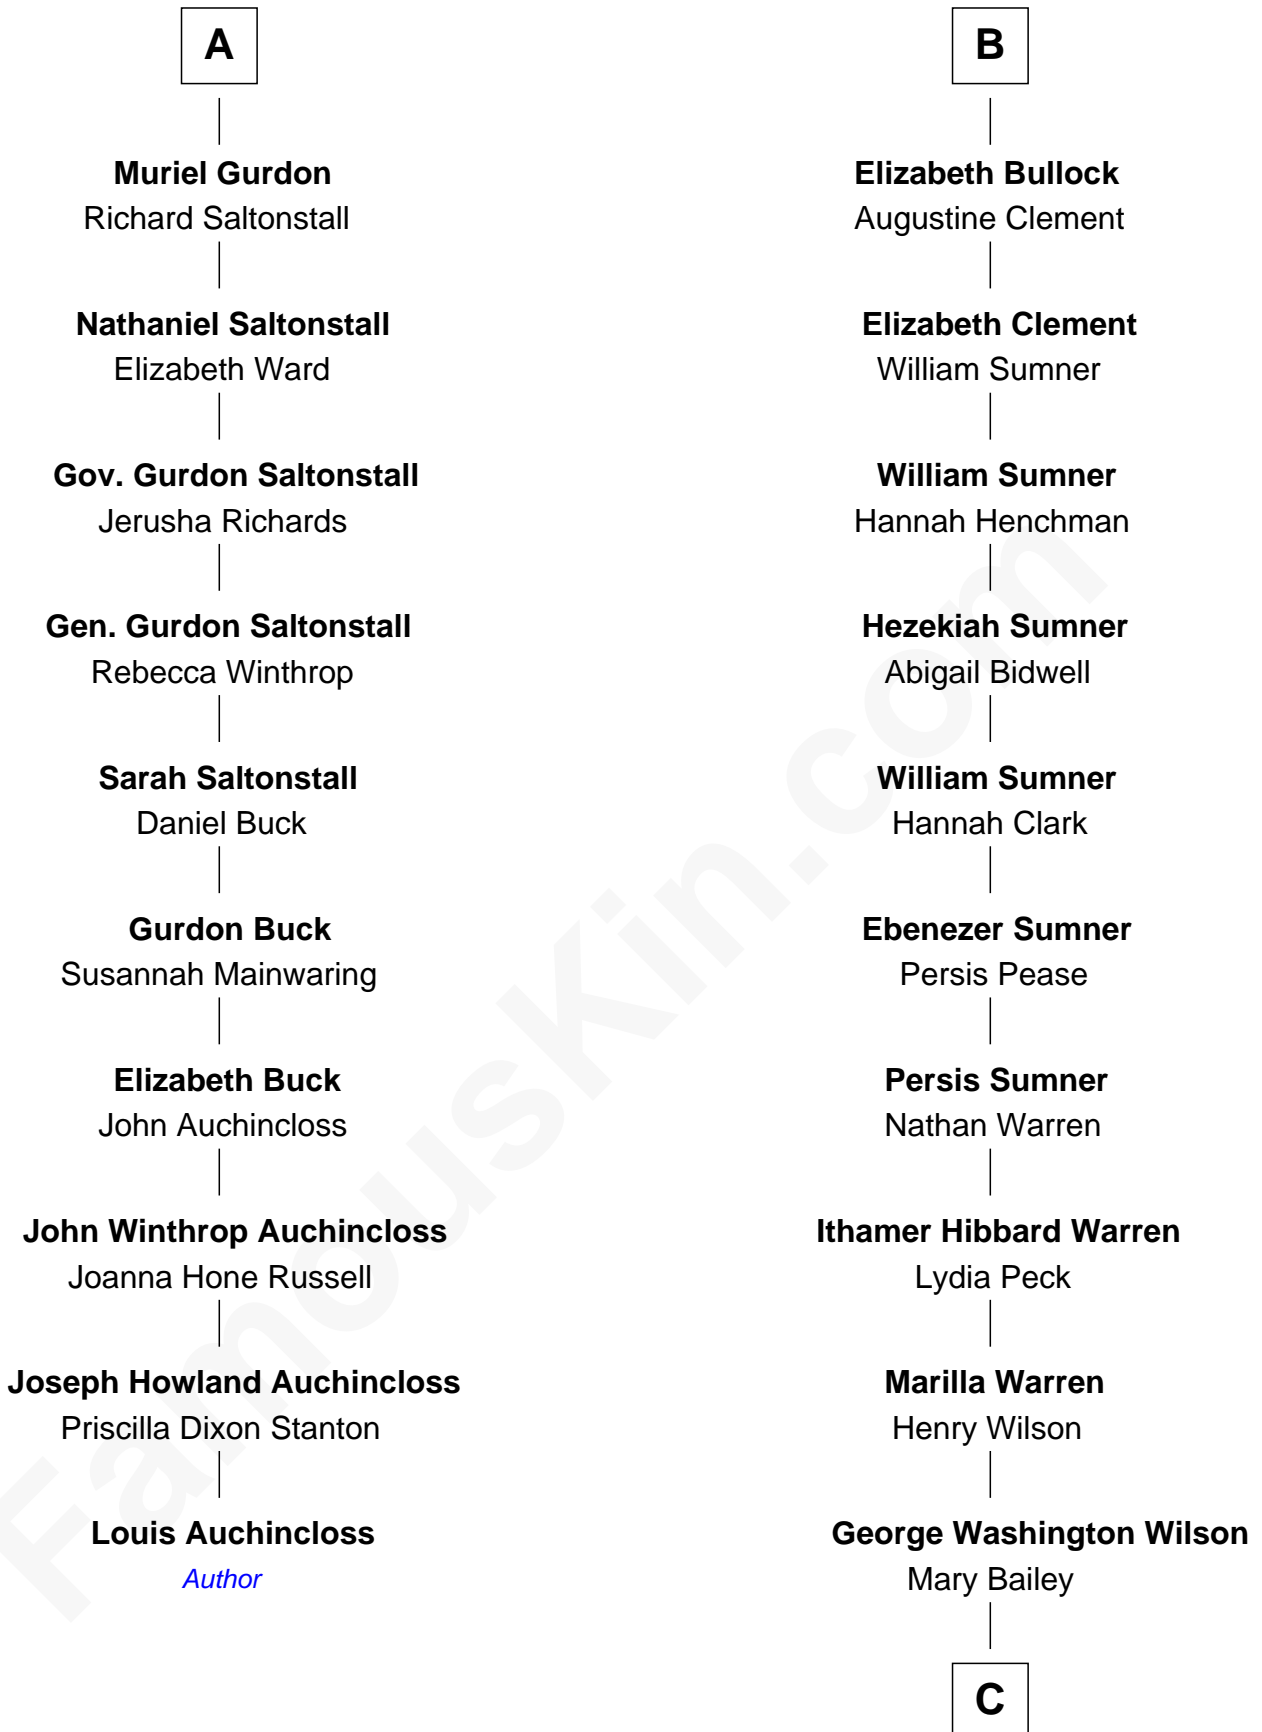 A
Muriel Gurdon
Richard Saltonstall
Nathaniel Saltonstall
Elizabeth Ward
Gov. Gurdon Saltonstall
Jerusha Richards
Gen. Gurdon Saltonstall
Rebecca Winthrop
Sarah Saltonstall
Daniel Buck
Gurdon Buck
Susannah Mainwaring
Elizabeth Buck
John Auchincloss
John Winthrop Auchincloss
Joanna Hone Russell
Joseph Howland Auchincloss
Priscilla Dixon Stanton
Louis Auchincloss
Author
B
Elizabeth Bullock
Augustine Clement
Elizabeth Clement
William Sumner
William Sumner
Hannah Henchman
Hezekiah Sumner
Abigail Bidwell
William Sumner
Hannah Clark
Ebenezer Sumner
Persis Pease
Persis Sumner
Nathan Warren
Ithamer Hibbard Warren
Lydia Peck
Marilla Warren
Henry Wilson
George Washington Wilson
Mary Bailey
C
FamousKin.com